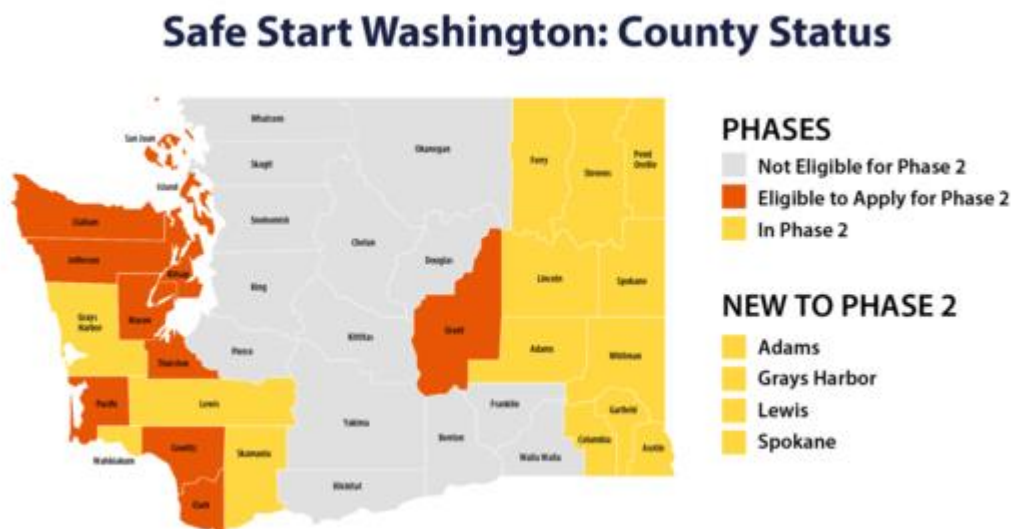 Safe Start Washington: County Status
PHASES
Not Eligible for Phase 2
Eligible to Apply for Phase 2
In Phase 2
NEW TO PHASE 2
Adams
Grays Harbor
Lewis
Spokane
Whatcom
San Juan
Skagit
Okanogan
Ferry
Stevens
Pend
Oreille
Island
Snohomish
Clallam
Chelan
Jefferson
Douglas
Lincoln
Spokane
Kitsap
King
Grays
Harbor
Mason
Grant
Kittitas
Adams
Whitman
Pierce
Thurston
Pacific
Lewis
Franklin
Garfield
Yakima
Benton
Columbia
Asotin
Wahkiakum
Cowlitz
Skamania
Walla Walla
Klickitat
Clark